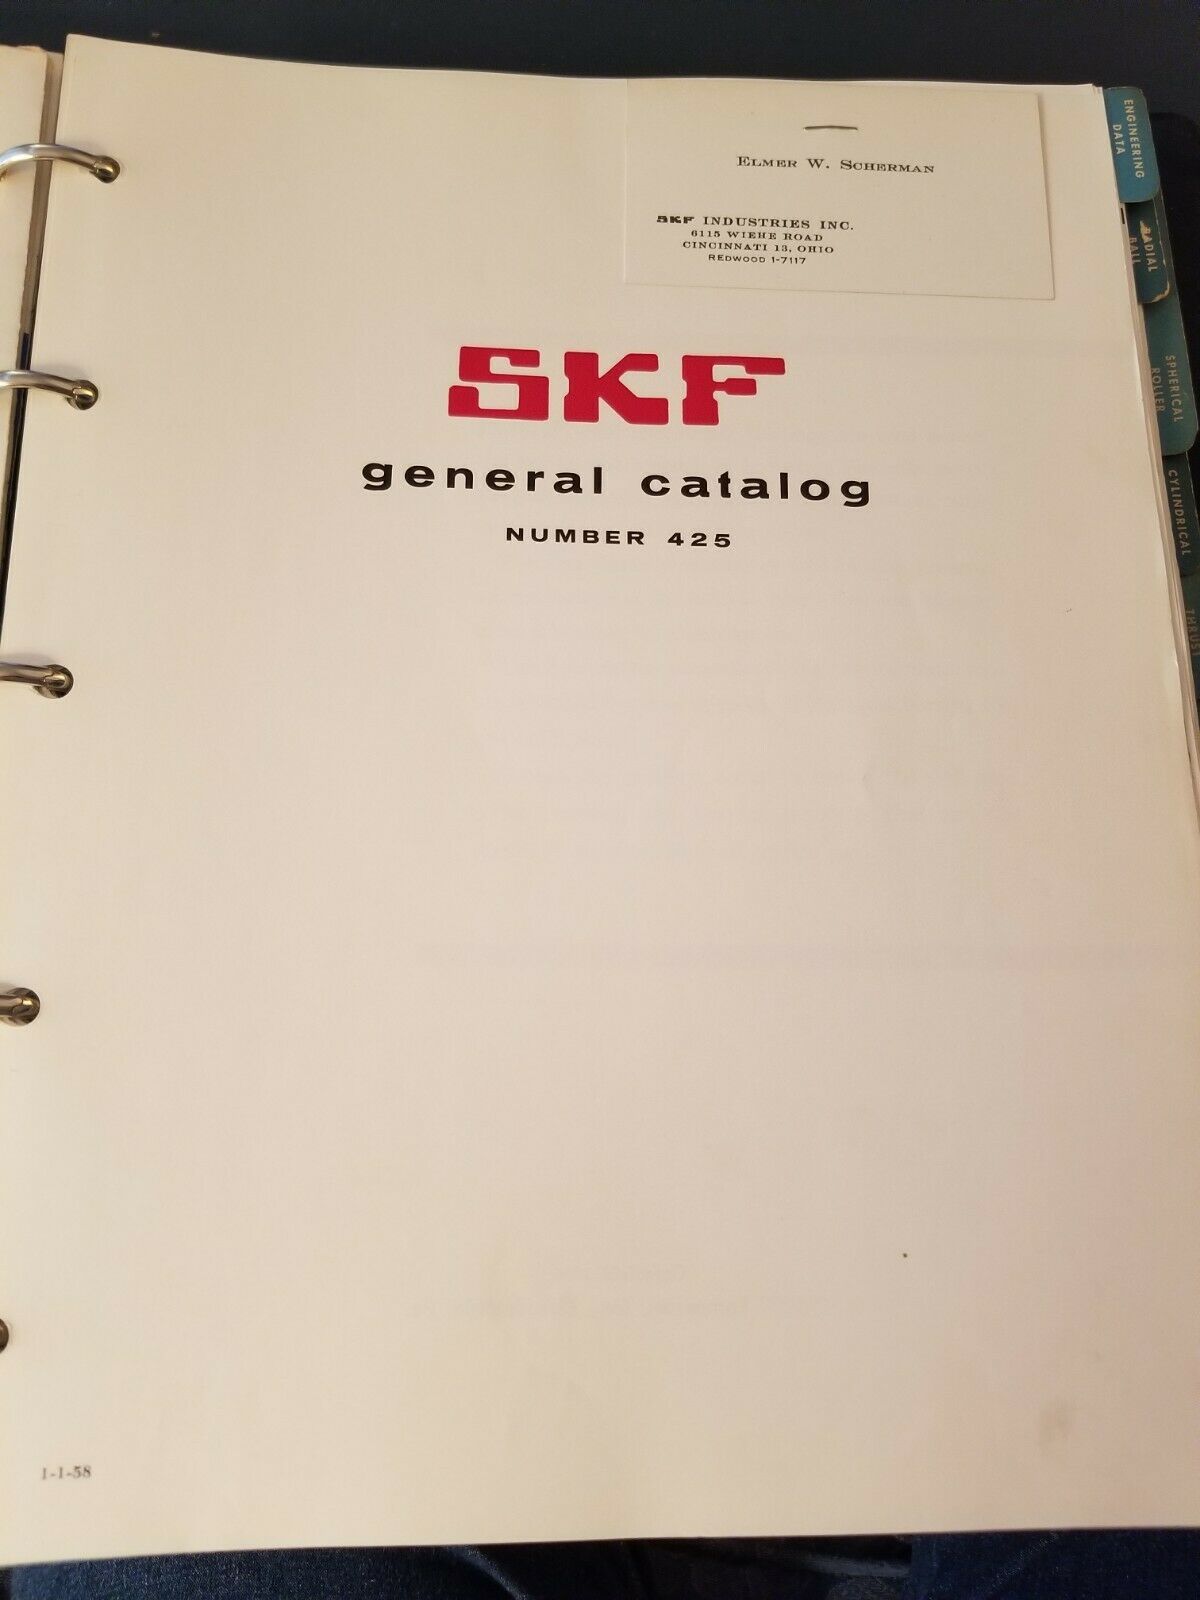 ELMER W. SCHERMAN
SKF INDUSTRIES INC.
6115 WIEHE ROAD
CINCINNATI 13, OHIO
REDWOOD 1-7117
SKF
general catalog
NUMBER 425
1-1-58
ENGINEERING
DATA
RADIAL
BALL
SPHERICAL
ROLLER
CYLINDRICAL
THRUST